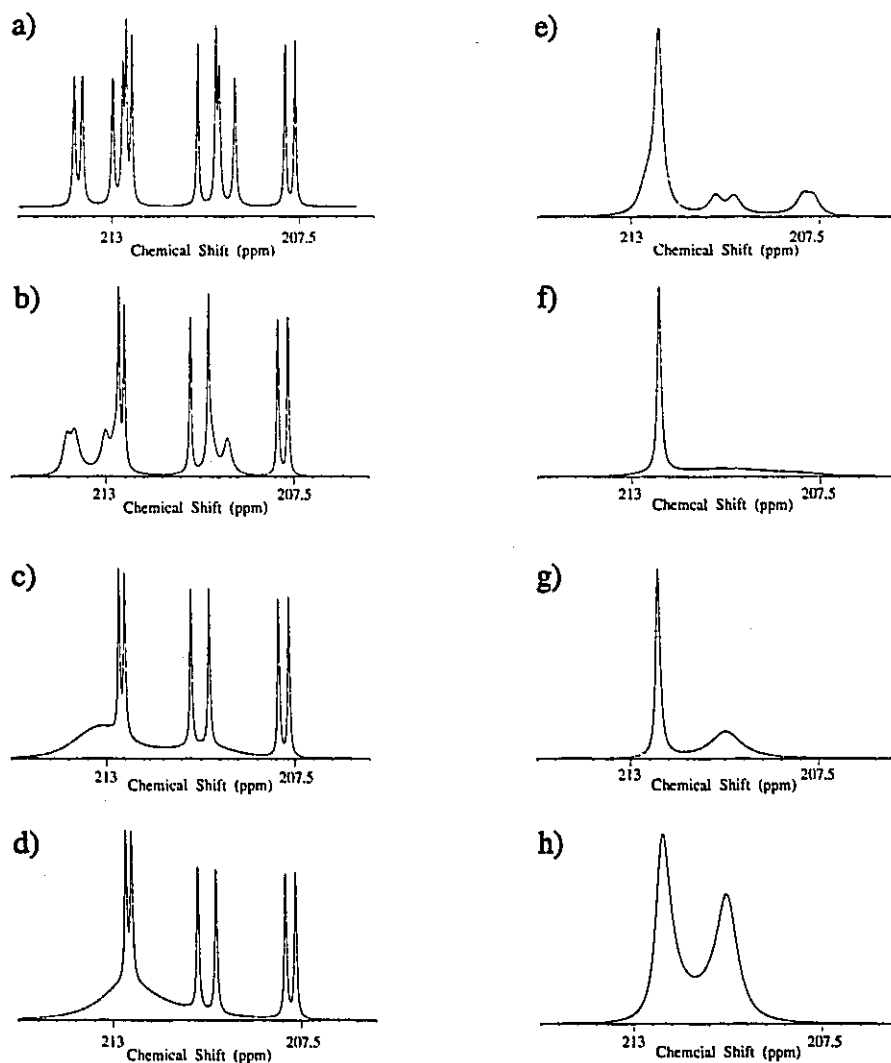 a)
213
207.5
Chemical Shift (ppm)
b)
213
207.5
Chemical Shift (ppm)
c)
213
207.5
Chemical Shift (ppm)
d)
213
207.5
Chemical Shift (ppm)
e)
213
207.5
Chemical Shift (ppm)
f)
213
207.5
Chemcal Shift (ppm)
g)
213
207.5
Chemical Shift (ppm)
h)
213
207.5
Chemcial Shift (ppm)